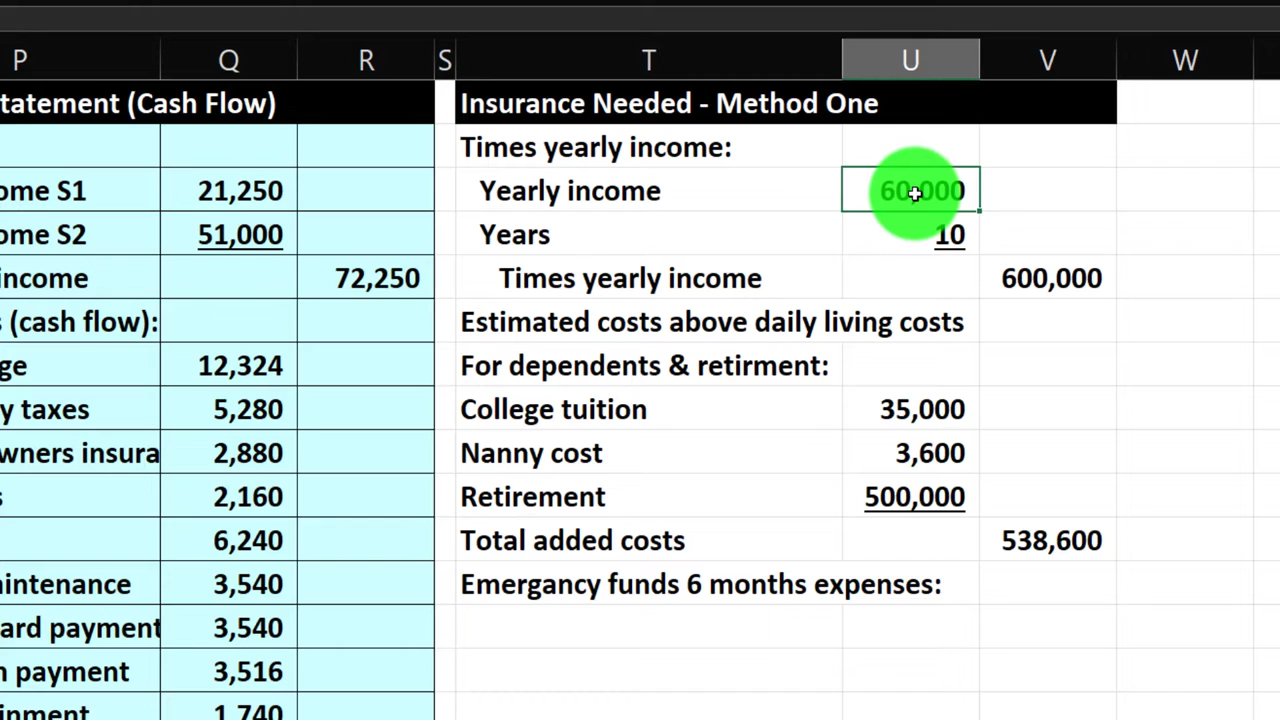 P Q R S T U V W
tatement (Cash Flow) Insurance Needed - Method One
Times yearly income:
ome S1 21,250 Yearly income 60,000
ome S2 51,000 Years 10
income 72,250 Times yearly income 600,000
s (cash flow): Estimated costs above daily living costs
ge 12,324 For dependents & retirment:
y taxes 5,280 College tuition 35,000
wners insura 2,880 Nanny cost 3,600
s 2,160 Retirement 500,000
6,240 Total added costs 538,600
aintenance 3,540 Emergancy funds 6 months expenses:
ard payment 3,540
n payment 3,516
inment 1,740